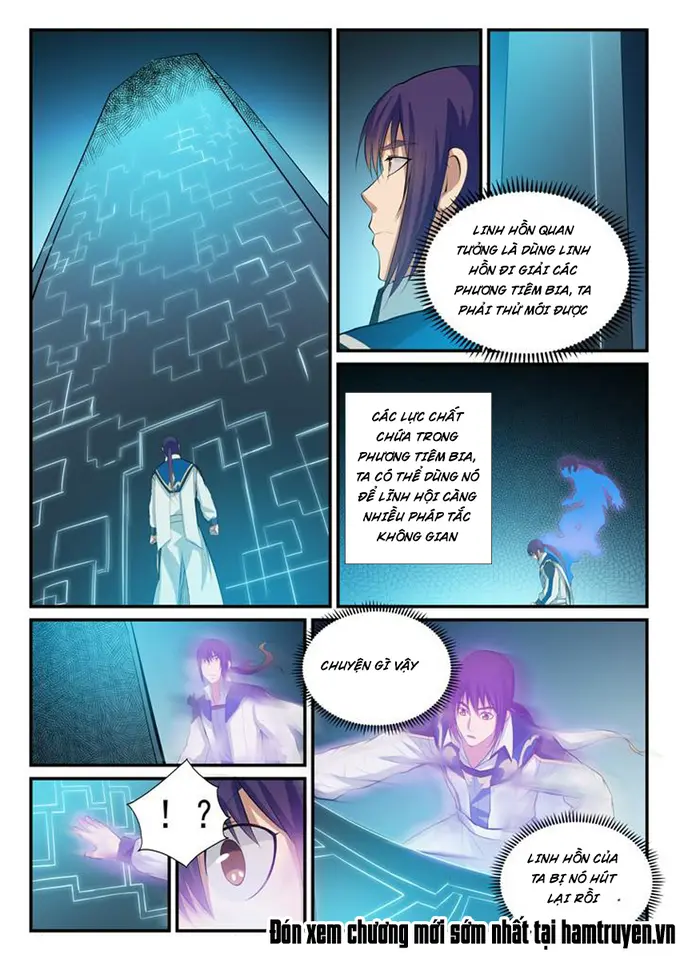 LINH HỒN QUAN
TƯỞNG LÀ DÙNG LINH
HỒN ĐI GIẢI CÁC
PHƯƠNG TIÊM BIA, TA
PHẢI THỬ MỚI ĐƯỢC
CÁC LỰC CHẤT
CHỨA TRONG
PHƯƠNG TIÊM BIA,
TA CÓ THỂ DÙNG NÓ
ĐỂ LĨNH HỘI CÀNG
NHIỀU PHÁP TẮC
KHÔNG GIAN
CHUYỆN GÌ VẬY
! ?
LINH HỒN CỦA
TA BỊ NÓ HÚT
LẠI RỒI
Đón xem chương mới sớm nhất tại hamtruyen.vn